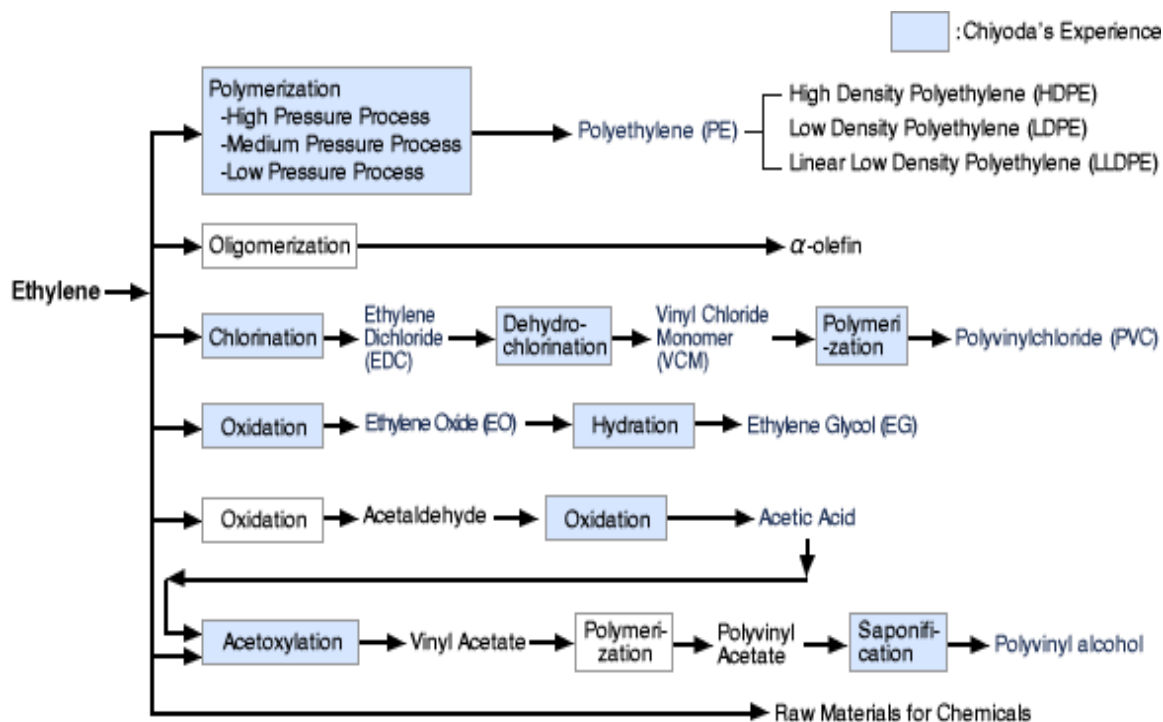 :Chiyoda's Experience
Polymerization
-High Pressure Process
-Medium Pressure Process
-Low Pressure Process
Polyethylene (PE)
High Density Polyethylene (HDPE)
Low Density Polyethylene (LDPE)
Linear Low Density Polyethylene (LLDPE)
Oligomerization
α-olefin
Ethylene
Chlorination
Ethylene
Dichloride
(EDC)
Dehydro-
chlorination
Vinyl Chloride
Monomer
(VCM)
Polymeri
-zation
Polyvinylchloride (PVC)
Oxidation
Ethylene Oxide (EO)
Hydration
Ethylene Glycol (EG)
Oxidation
Acetaldehyde
Oxidation
Acetic Acid
Acetoxylation
Vinyl Acetate
Polymeri-
zation
Polyvinyl
Acetate
Saponifi-
cation
Polyvinyl alcohol
Raw Materials for Chemicals